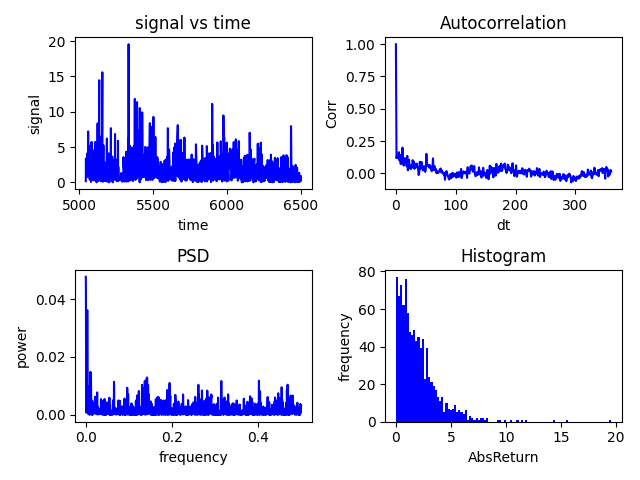 signal vs time
20
15
10
5
0
signal
5000 5500 6000 6500
time
Autocorrelation
1.00
0.75
0.50
0.25
0.00
Corr
0 100 200 300
dt
PSD
0.04
0.02
0.00
power
0.0 0.2 0.4
frequency
Histogram
80
60
40
20
0
frequency
0 5 10 15 20
AbsReturn